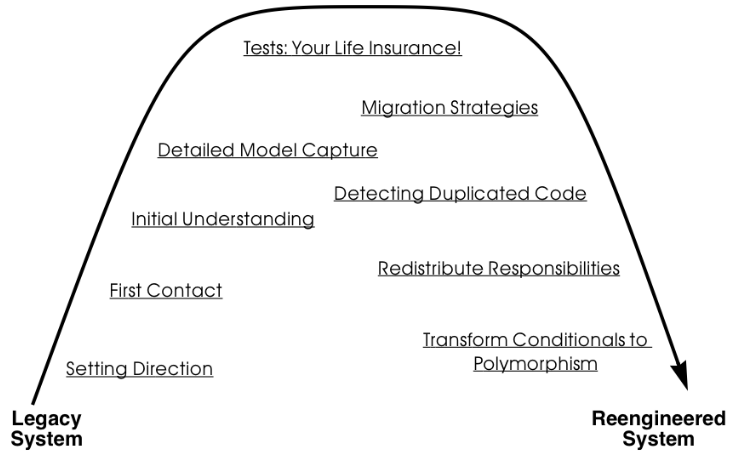 Tests: Your Life Insurance!
Migration Strategies
Detailed Model Capture
Detecting Duplicated Code
Initial Understanding
Redistribute Responsibilities
First Contact
Transform Conditionals to
Polymorphism
Setting Direction
Legacy
System
Reengineered
System